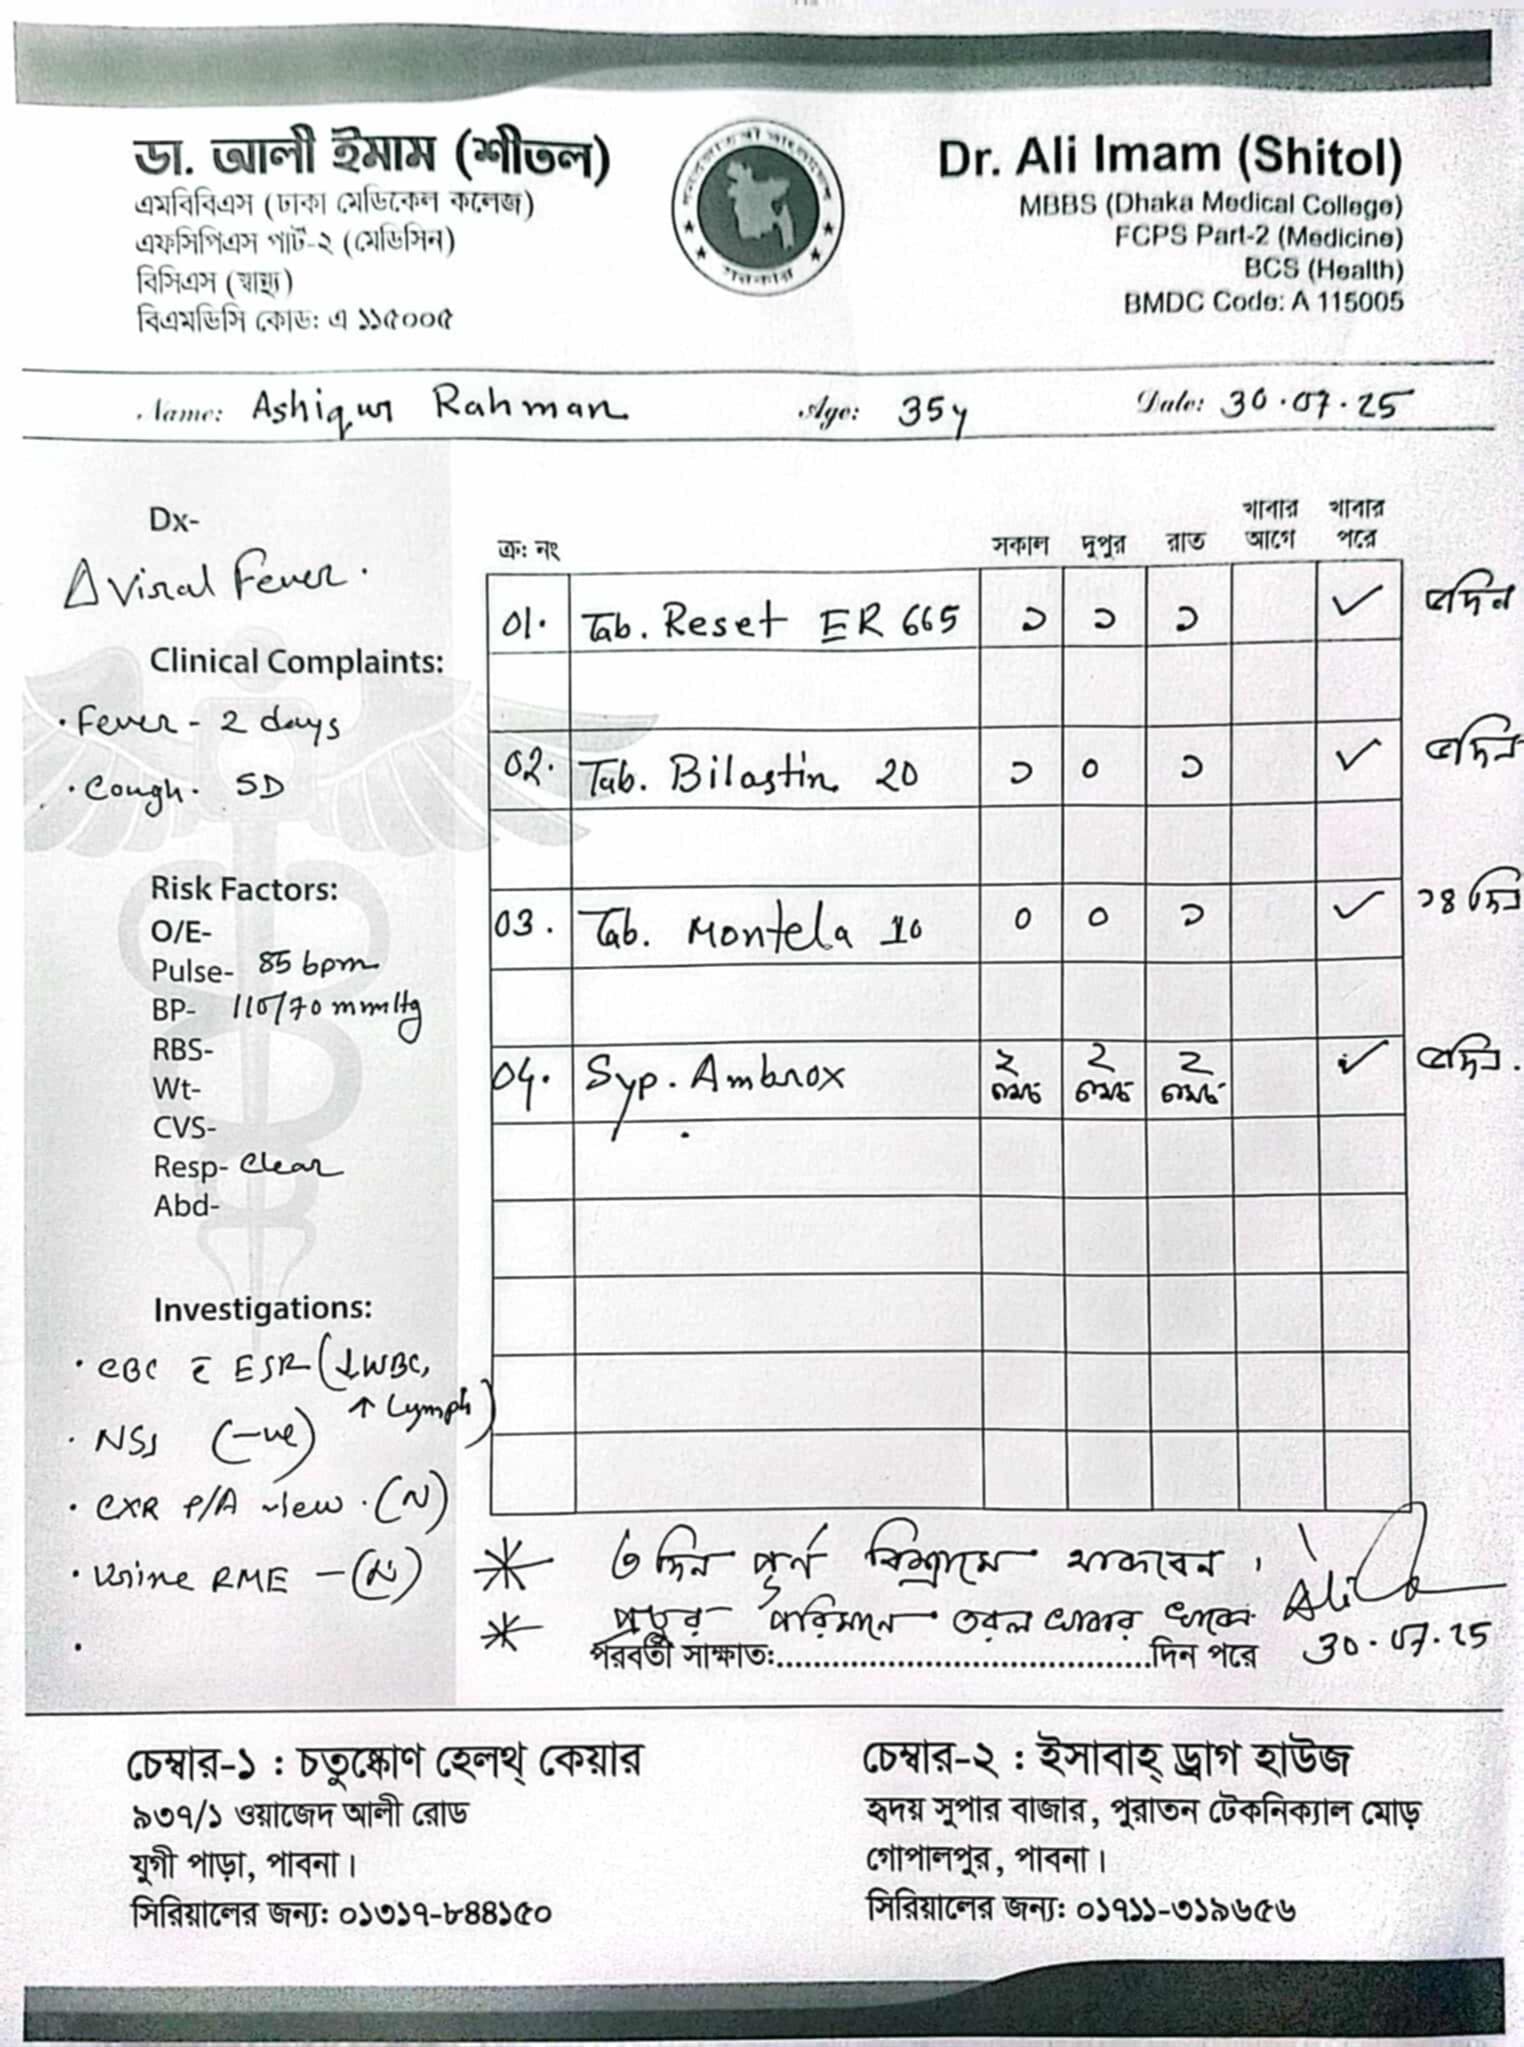 ডা. আলী ইমাম (শীতল)
এমবিবিএস (ঢাকা মেডিকেল কলেজ)
এফসিপিএস পার্ট-২ (মেডিসিন)
বিসিএস (স্বাস্থ্য)
বিএমডিসি কোড: এ ১১৫০০৫
সরকার
Dr. Ali Imam (Shitol)
MBBS (Dhaka Medical College)
FCPS Part-2 (Medicine)
BCS (Health)
BMDC Code: A 115005
Name: Ashiqur Rahman Age: 35y Date: 30.07.25
Dx-
Δ Viral Fever.
Clinical Complaints:
• Fever - 2 days
• Cough. 5D
Risk Factors:
O/E-
Pulse- 85 bpm
BP- 110/70 mmHg
RBS-
Wt-
CVS-
Resp- Clear
Abd-
Investigations:
• CBC c̄ ESR (↓WBC,
↑ Lymph)
• NS1 (-ve)
• CXR P/A view. (N)
• Urine RME - (N)
•
ক্র: নং সকাল দুপুর রাত খাবার আগে খাবার পরে
01. Tab. Reset ER 665 ১ ১ ১ ✓ ৫দিন
02. Tab. Bilastin 20 ১ ০ ১ ✓ ৫দিন
03. Tab. Montela 10 ০ ০ ১ ✓ ১৪ দিন
04. Syp. Ambrox ২ চামচ ২ চামচ ২ চামচ ✓ ৫দিন.
* ৩ দিন পূর্ন বিশ্রামে থাকবেন।
* প্রচুর পরিমানে তরল খাবার খাবেন
Ali
30.07.25
পরবর্তী সাক্ষাত:......................................দিন পরে
চেম্বার-১ : চতুষ্কোণ হেলথ্ কেয়ার
৯৩৭/১ ওয়াজেদ আলী রোড
যুগী পাড়া, পাবনা।
সিরিয়ালের জন্য: ০১৩১৭-৮৪৪১৫০
চেম্বার-২ : ইসাবাহ্ ড্রাগ হাউজ
হৃদয় সুপার বাজার, পুরাতন টেকনিক্যাল মোড়
গোপালপুর, পাবনা।
সিরিয়ালের জন্য: ০১৭১১-৩১৯৬৫৬